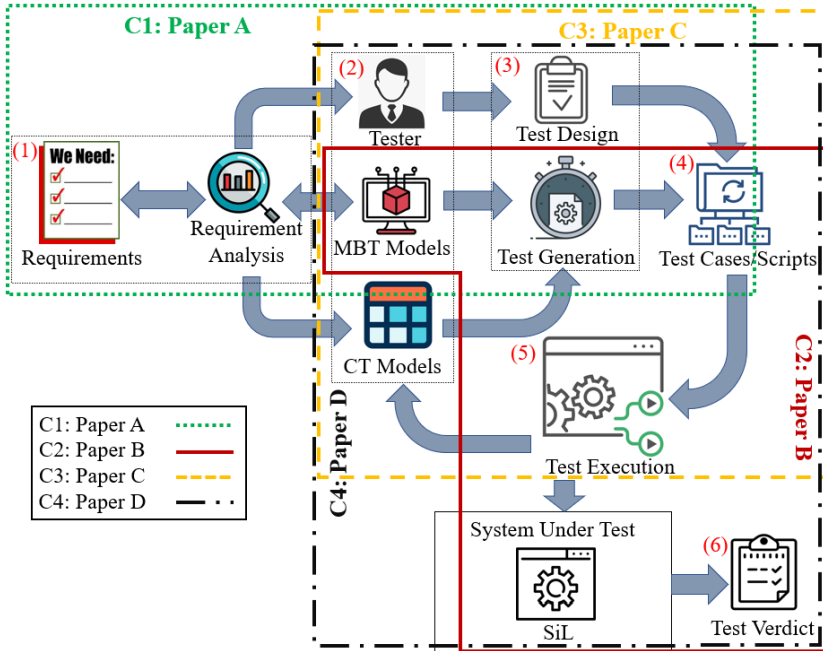 C1: Paper A
C3: Paper C
(1)
We Need:
Requirements
Requirement
Analysis
(2)
Tester
(3)
Test Design
MBT Models
Test Generation
(4)
Test Cases/Scripts
CT Models
(5)
Test Execution
C2: Paper B
C4: Paper D
C1: Paper A
C2: Paper B
C3: Paper C
C4: Paper D
System Under Test
SiL
(6)
Test Verdict